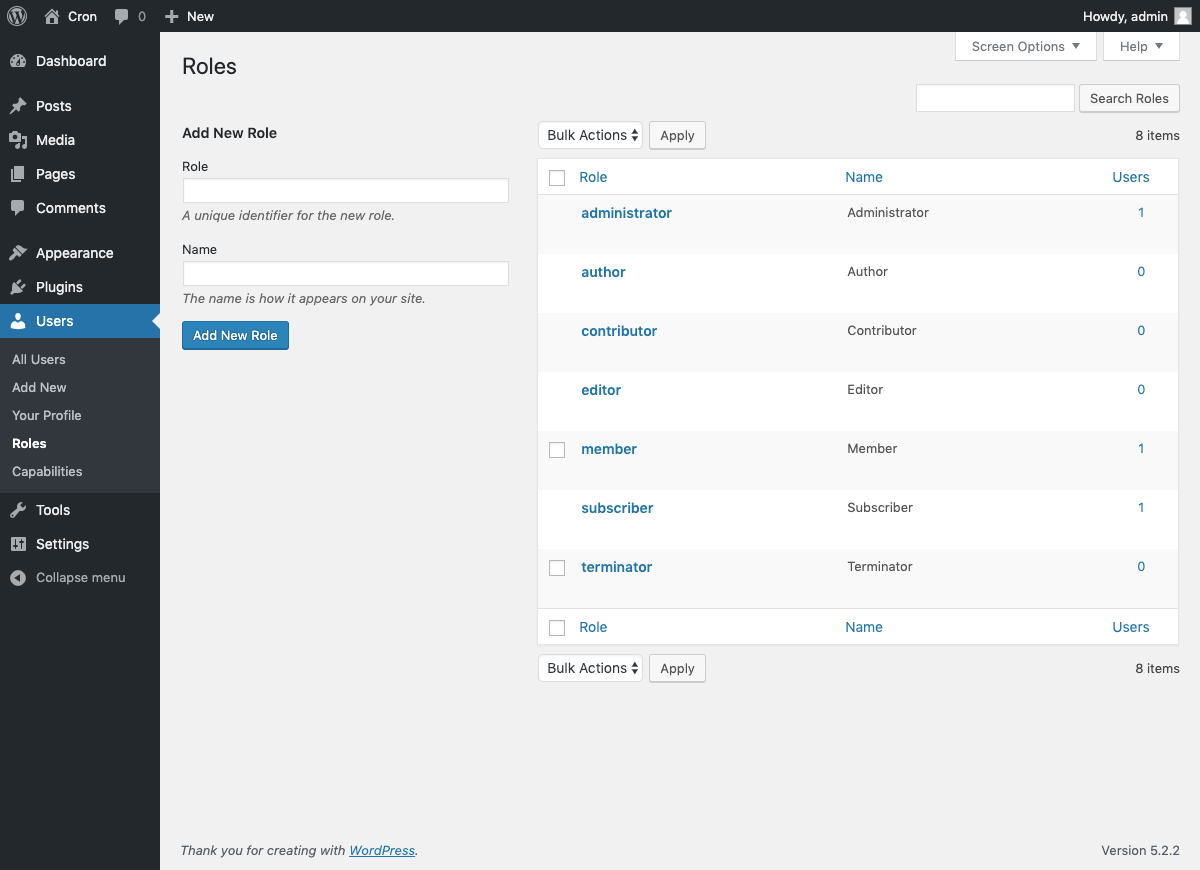 Cron 0 New Howdy, admin
Dashboard
Posts
Media
Pages
Comments
Appearance
Plugins
Users
All Users
Add New
Your Profile
Roles
Capabilities
Tools
Settings
Collapse menu
Screen Options Help
Roles
Search Roles
Add New Role
Role
A unique identifier for the new role.
Name
The name is how it appears on your site.
Add New Role
Bulk Actions Apply 8 items
Role Name Users
administrator Administrator 1
author Author 0
contributor Contributor 0
editor Editor 0
member Member 1
subscriber Subscriber 1
terminator Terminator 0
Role Name Users
Bulk Actions Apply 8 items
Thank you for creating with WordPress. Version 5.2.2